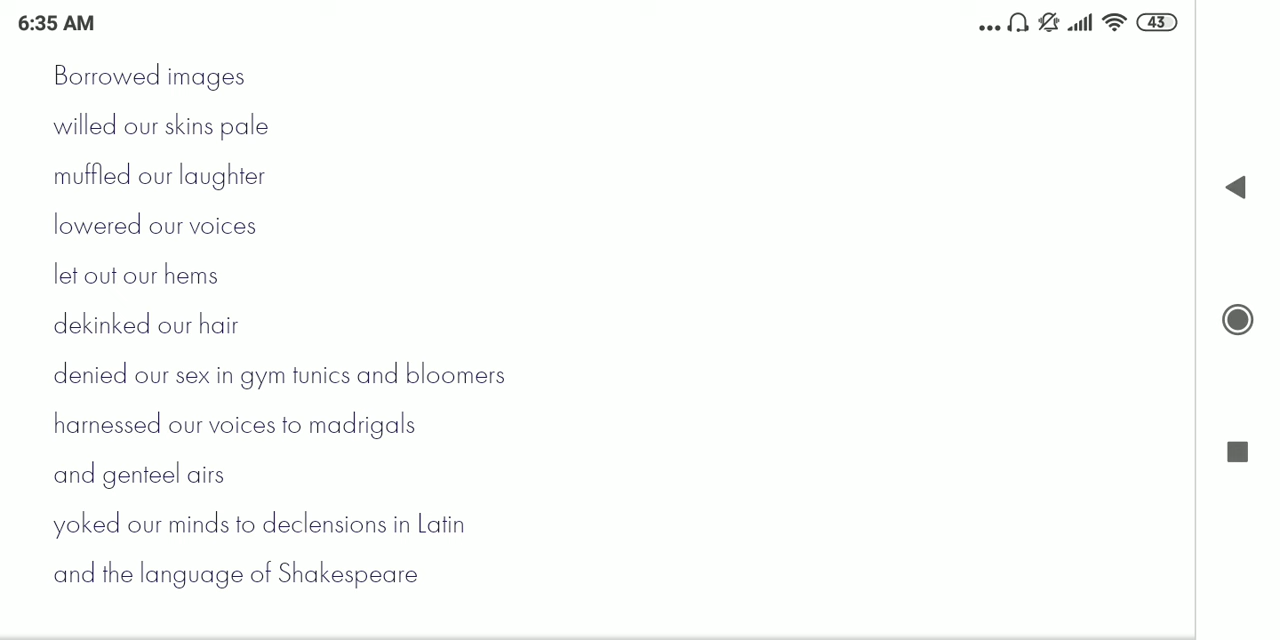 6:35 AM
43
Borrowed images
willed our skins pale
muffled our laughter
lowered our voices
let out our hems
dekinked our hair
denied our sex in gym tunics and bloomers
harnessed our voices to madrigals
and genteel airs
yoked our minds to declensions in Latin
and the language of Shakespeare